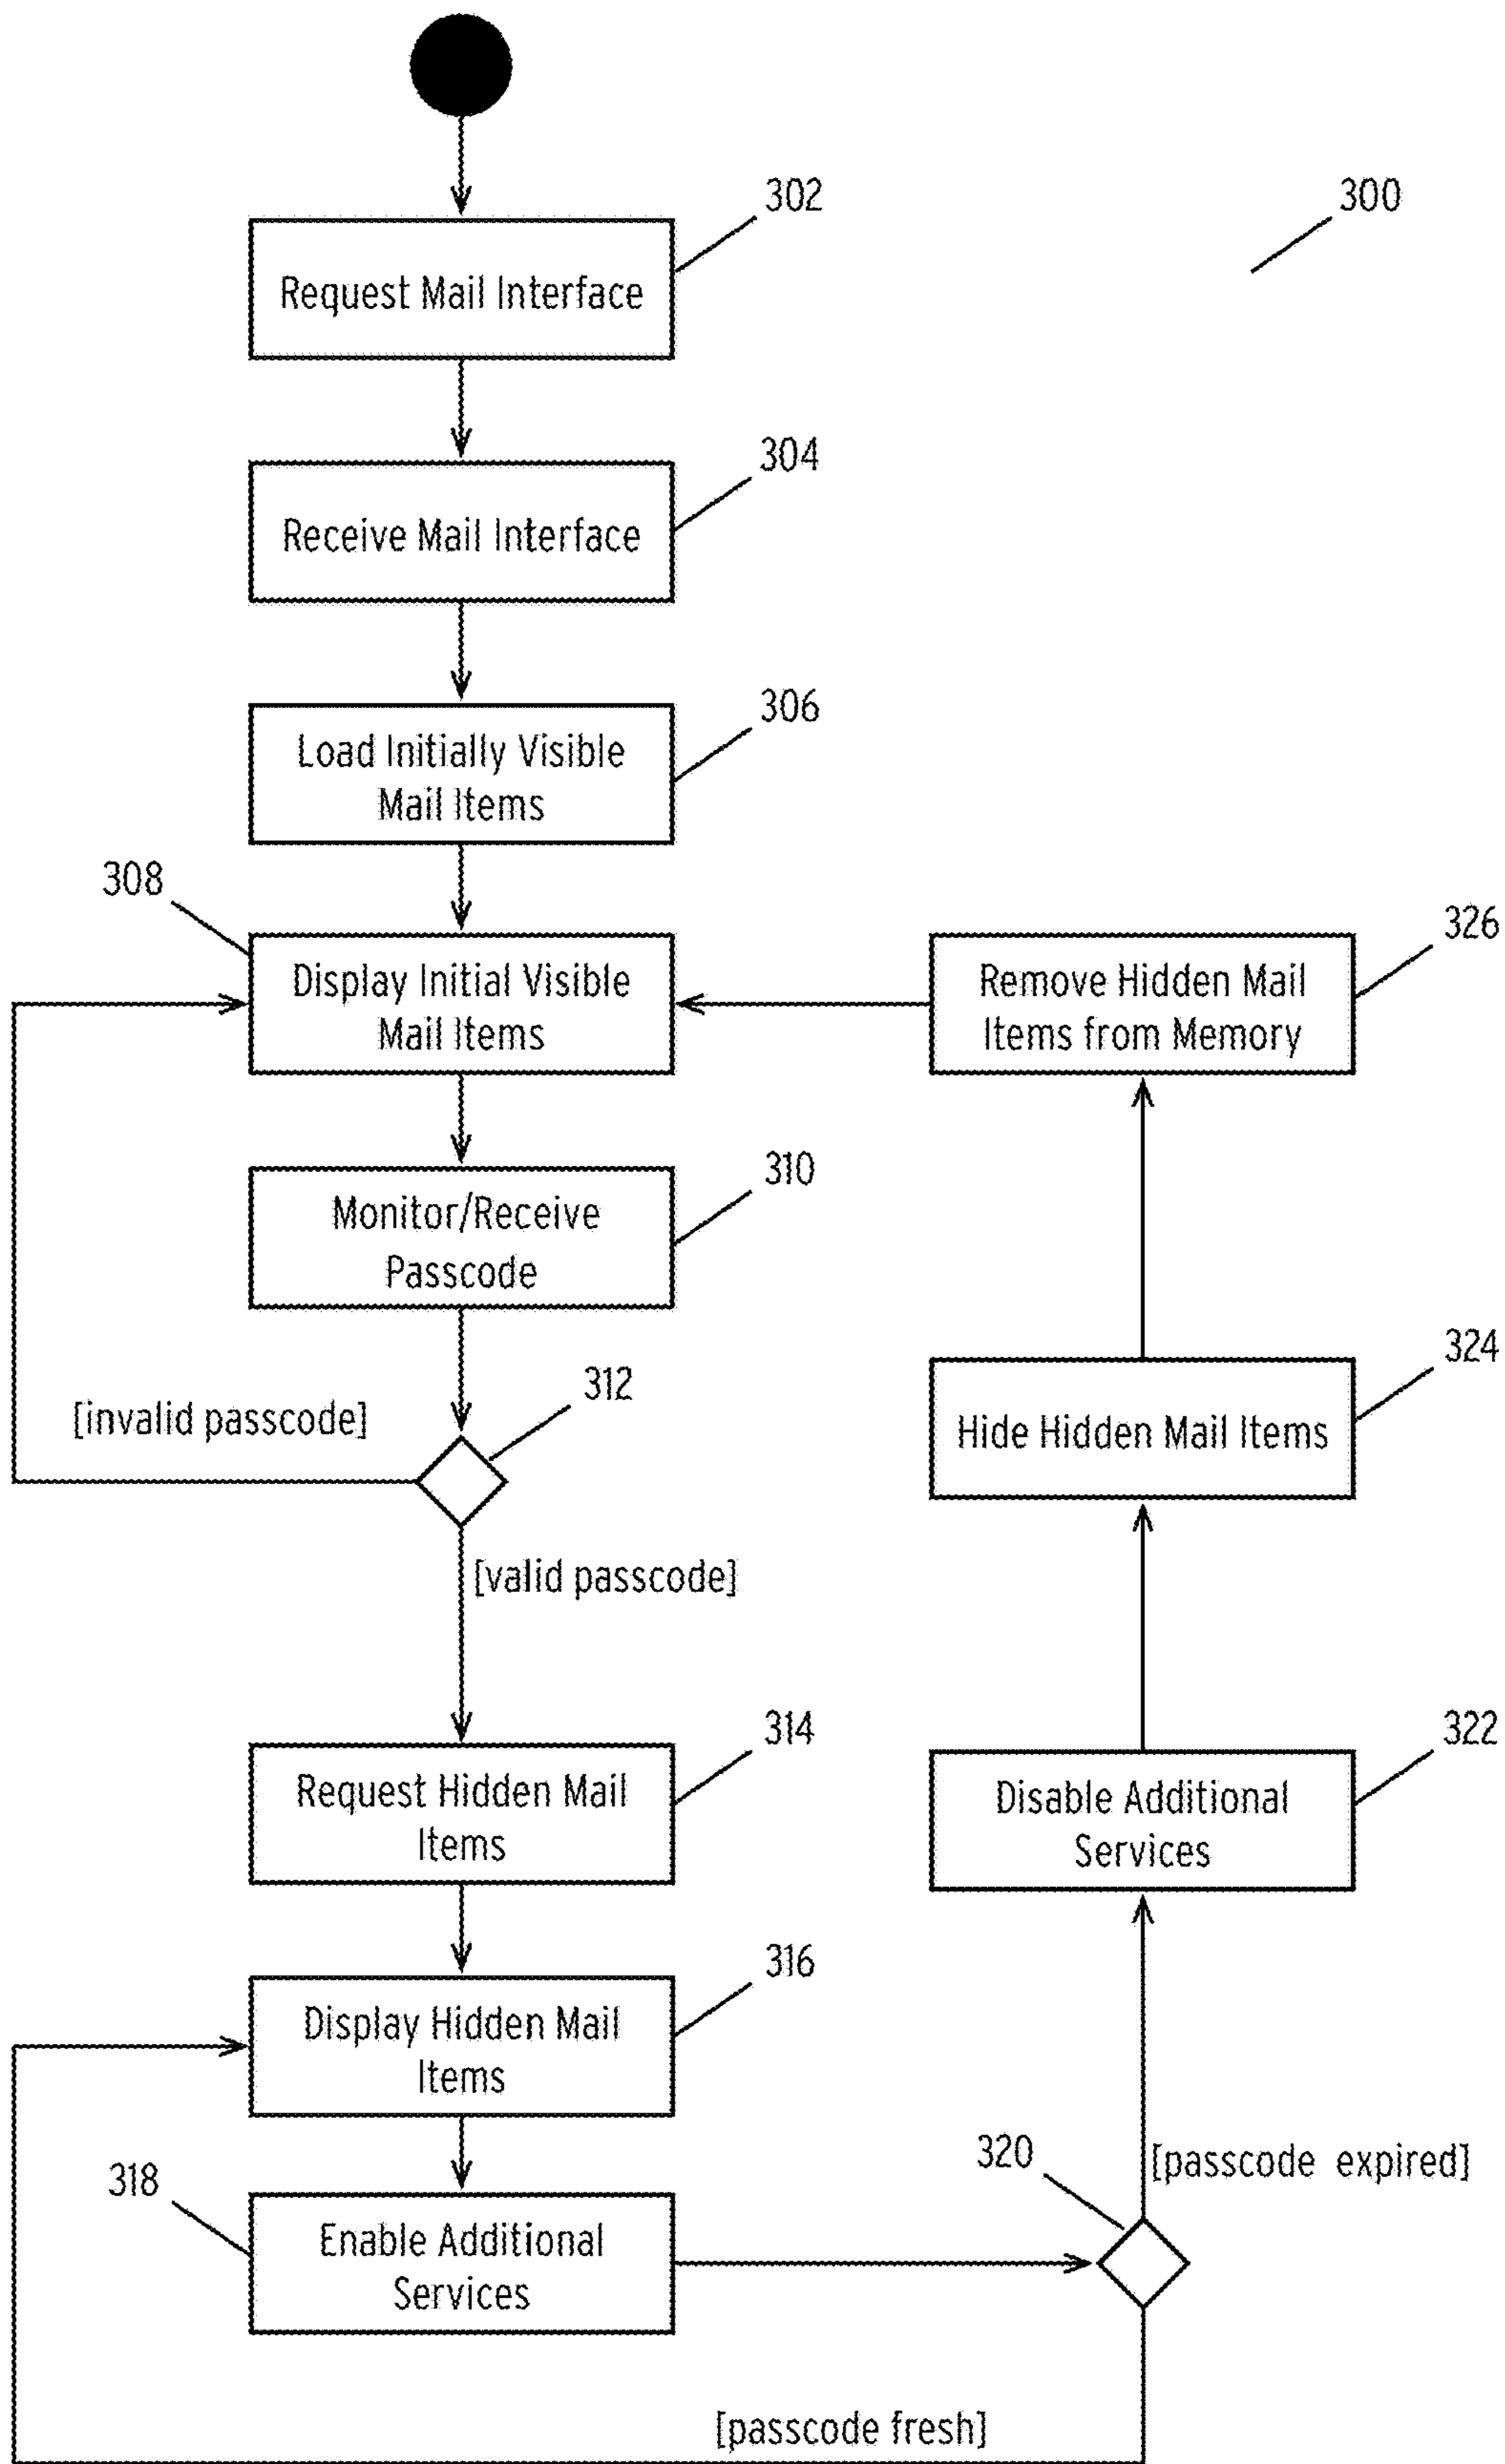 302
300
Request Mail Interface
304
Receive Mail Interface
306
Load Initially Visible
Mail Items
308
326
Display Initial Visible
Mail Items
Remove Hidden Mail
Items from Memory
310
Monitor/Receive
Passcode
324
312
[invalid passcode]
Hide Hidden Mail Items
[valid passcode]
314
322
Request Hidden Mail
Items
Disable Additional
Services
316
Display Hidden Mail
Items
320
[passcode expired]
318
Enable Additional
Services
[passcode fresh]